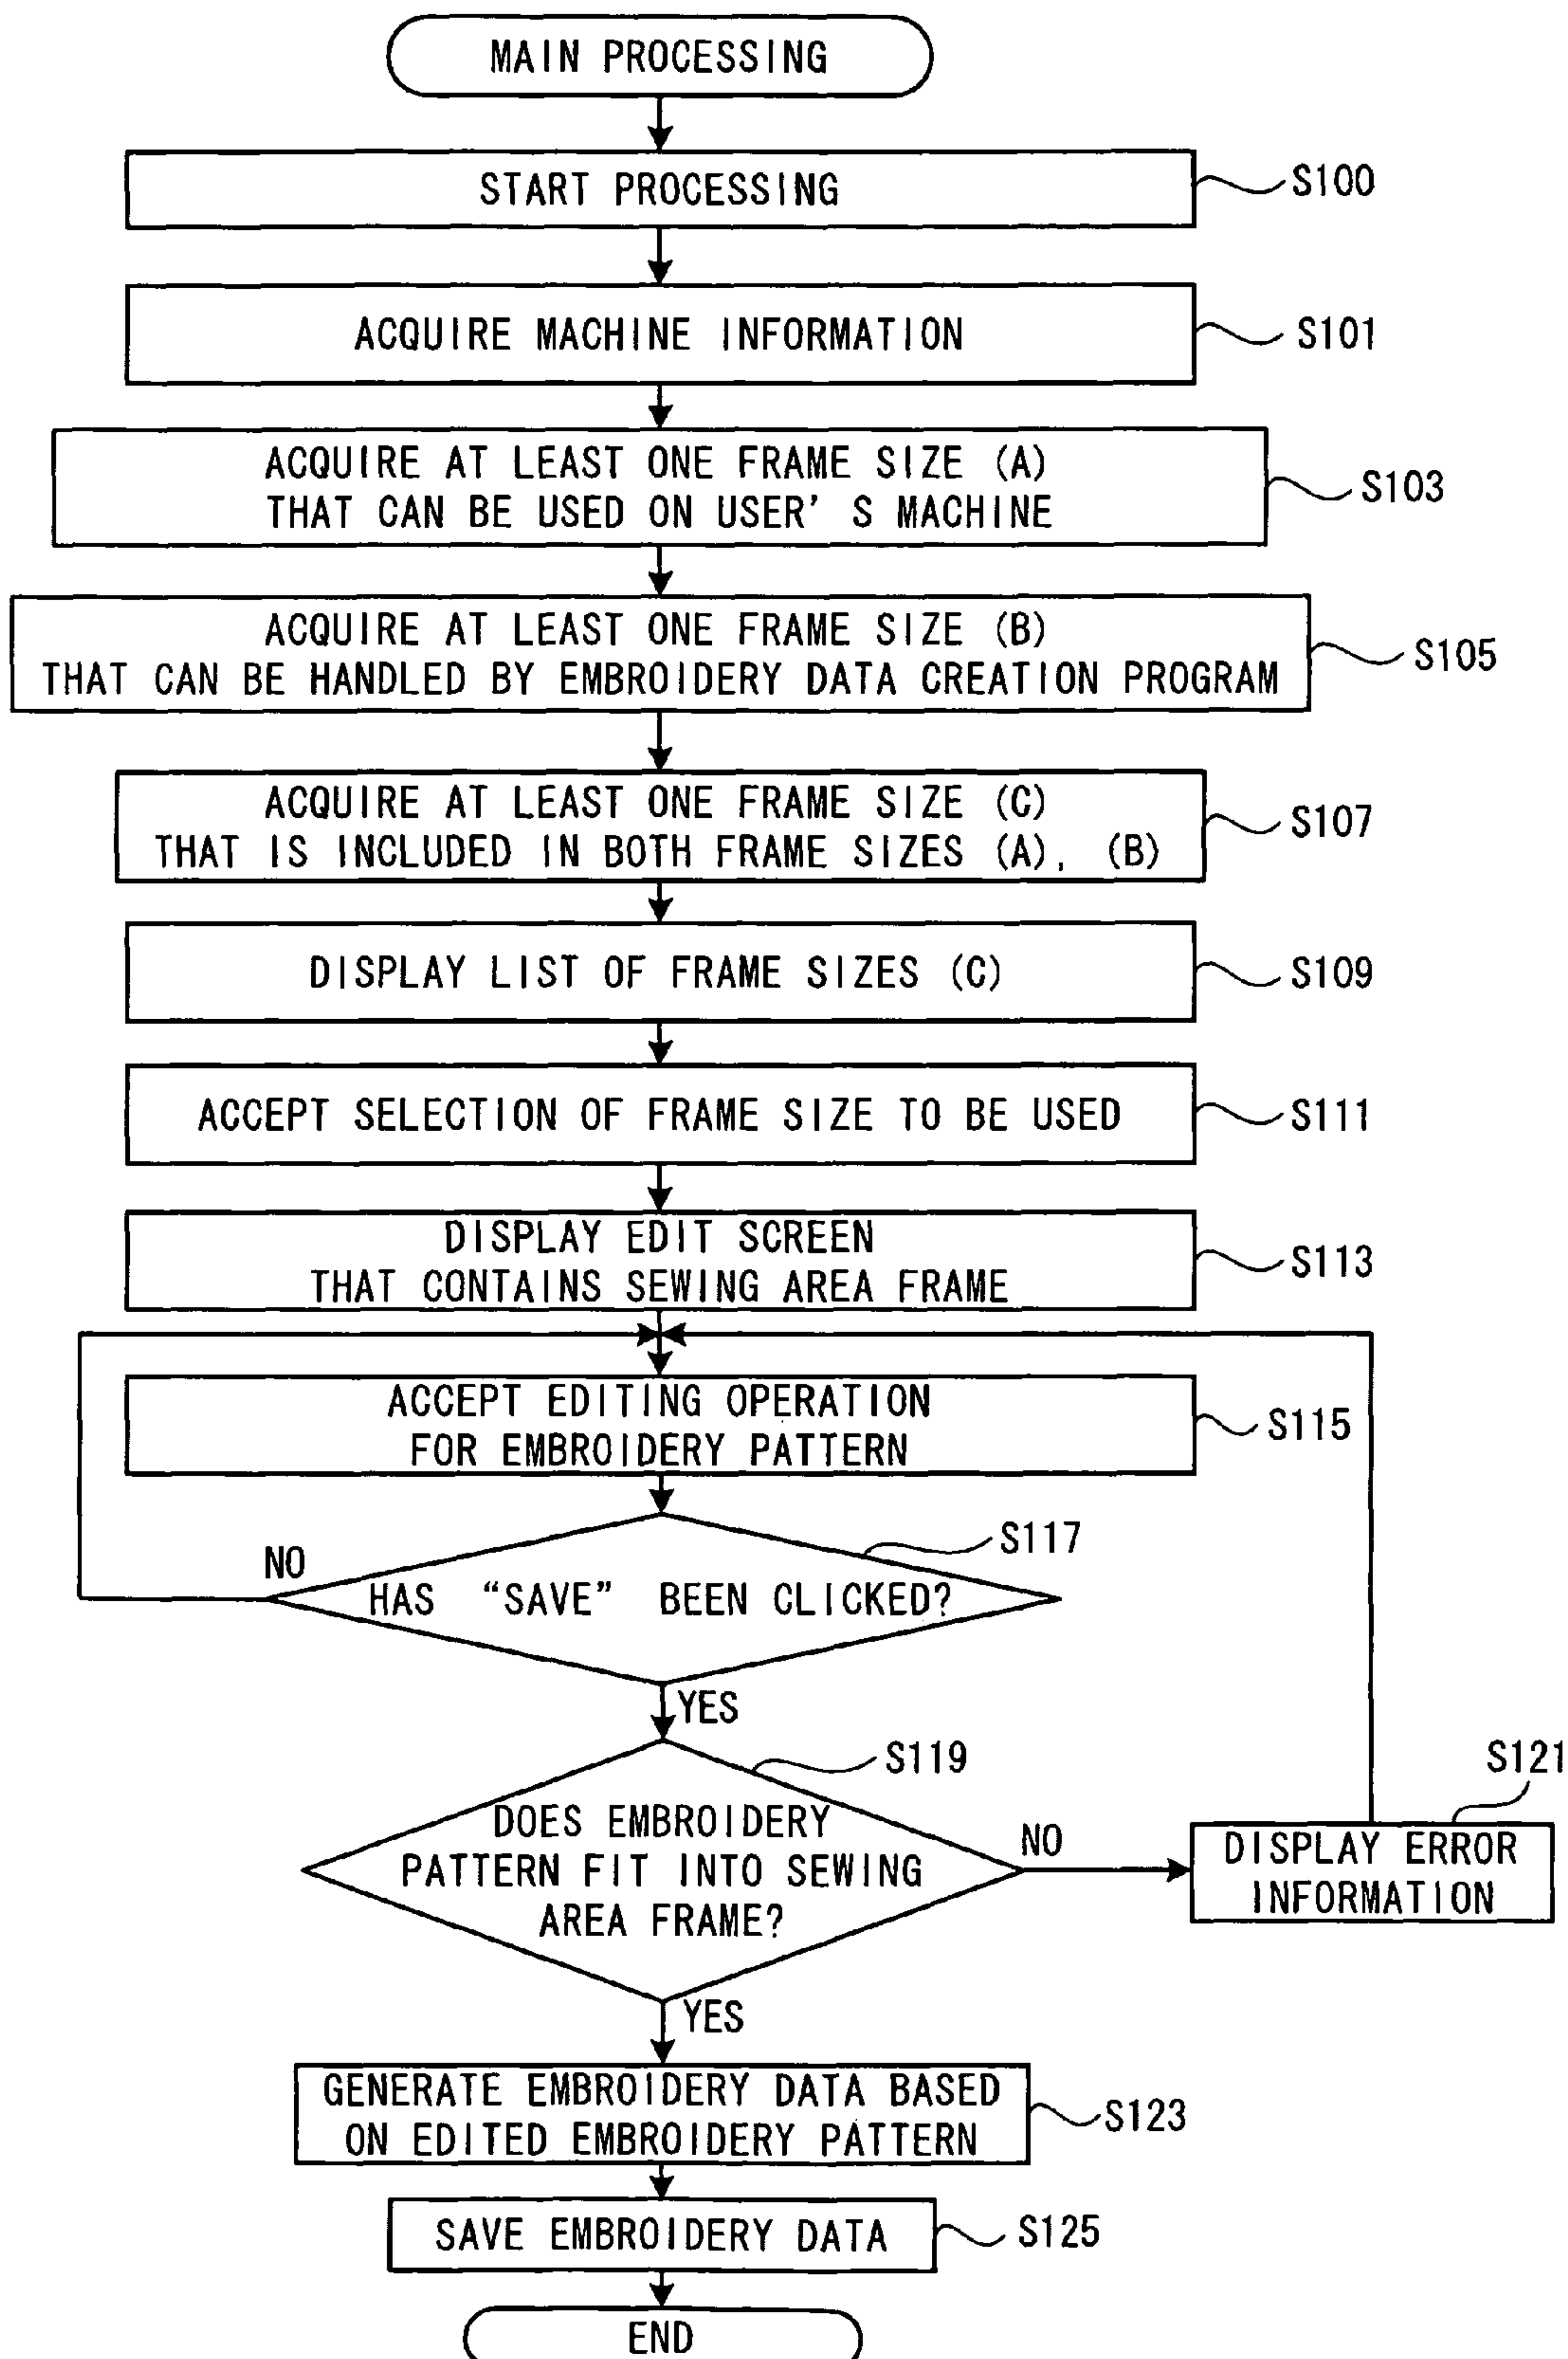 MAIN PROCESSING
START PROCESSING
S100
ACQUIRE MACHINE INFORMATION
S101
ACQUIRE AT LEAST ONE FRAME SIZE (A)
THAT CAN BE USED ON USER' S MACHINE
S103
ACQUIRE AT LEAST ONE FRAME SIZE (B)
THAT CAN BE HANDLED BY EMBROIDERY DATA CREATION PROGRAM
S105
ACQUIRE AT LEAST ONE FRAME SIZE (C)
THAT IS INCLUDED IN BOTH FRAME SIZES (A), (B)
S107
DISPLAY LIST OF FRAME SIZES (C)
S109
ACCEPT SELECTION OF FRAME SIZE TO BE USED
S111
DISPLAY EDIT SCREEN
THAT CONTAINS SEWING AREA FRAME
S113
ACCEPT EDITING OPERATION
FOR EMBROIDERY PATTERN
S115
S117
NO
HAS “SAVE” BEEN CLICKED?
YES
S119
DOES EMBROIDERY
PATTERN FIT INTO SEWING
AREA FRAME?
NO
S121
DISPLAY ERROR
INFORMATION
YES
GENERATE EMBROIDERY DATA BASED
ON EDITED EMBROIDERY PATTERN
S123
SAVE EMBROIDERY DATA
S125
END